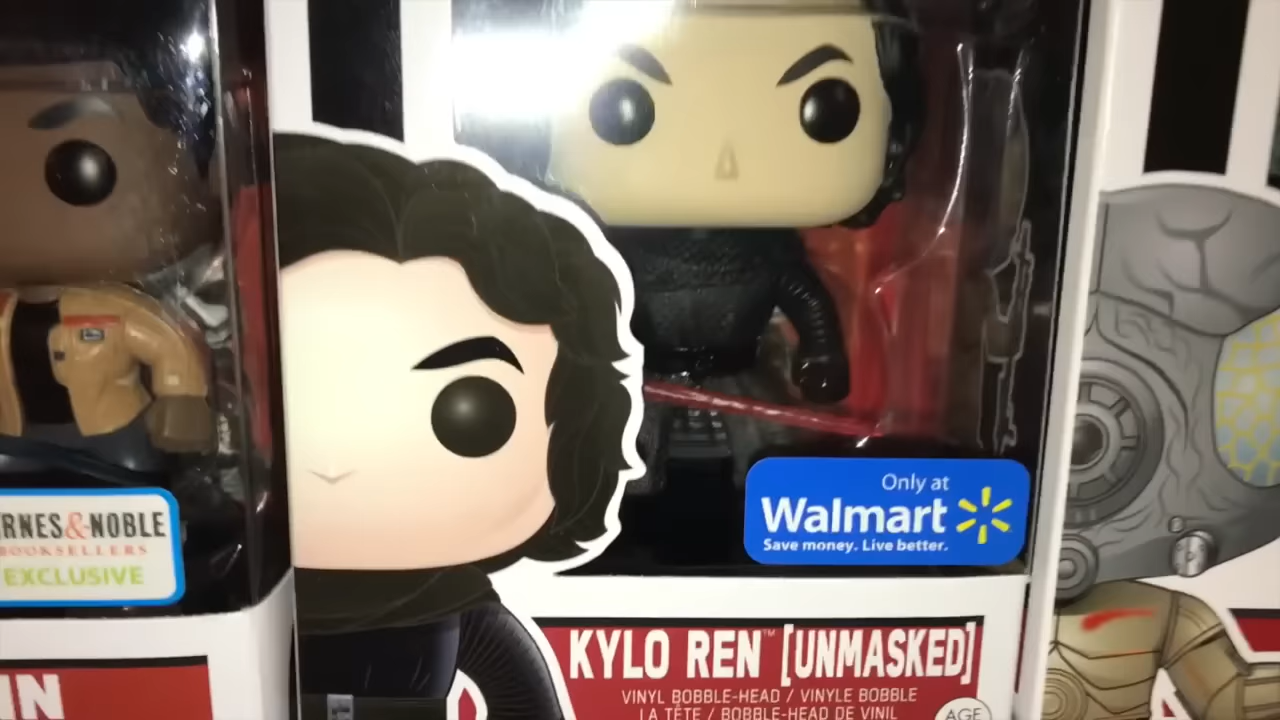 RNES&NOBLE
BOOKSELLERS
EXCLUSIVE
IN
Only at
Walmart
Save money. Live better.
KYLO REN™ [UNMASKED]
VINYL BOBBLE-HEAD / VINYLE BOBBLE
LA TÊTE / BOBBLE-HEAD DE VINIL
AGE